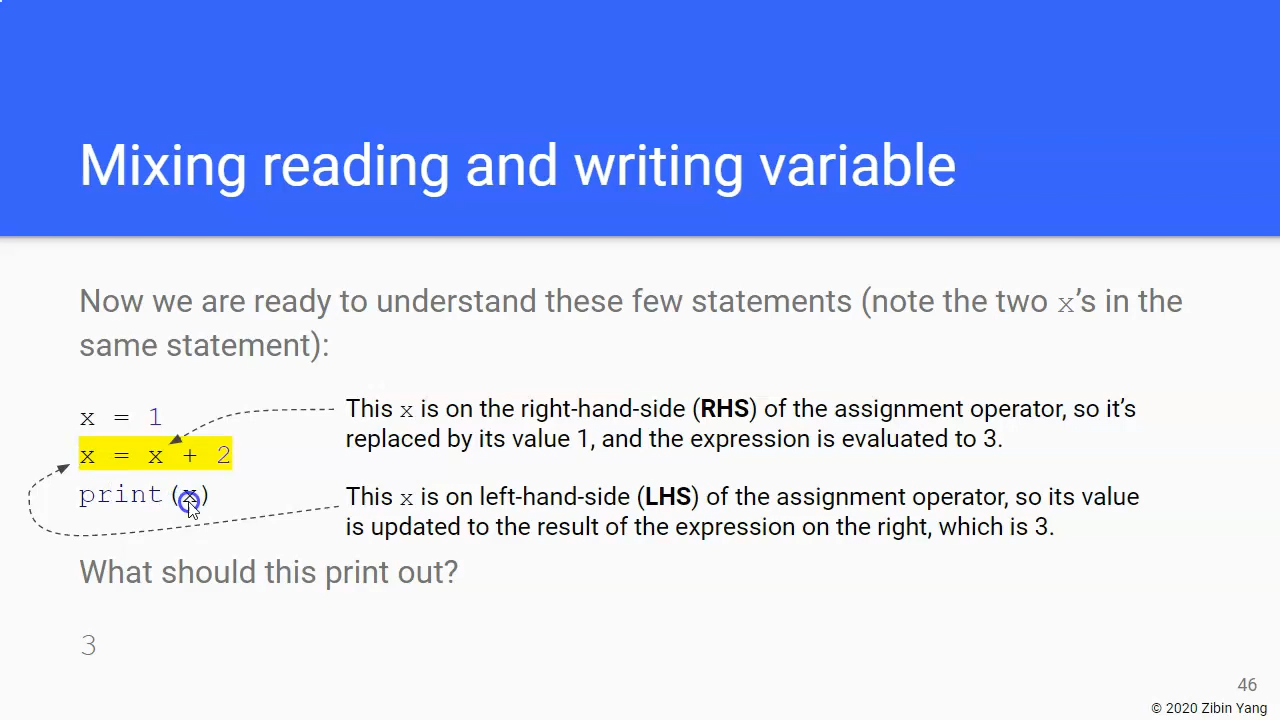 Mixing reading and writing variable
Now we are ready to understand these few statements (note the two x's in the
same statement):
x = 1
x = x + 2
print(x)
This x is on the right-hand-side (RHS) of the assignment operator, so it's
replaced by its value 1, and the expression is evaluated to 3.
This x is on left-hand-side (LHS) of the assignment operator, so its value
is updated to the result of the expression on the right, which is 3.
What should this print out?
3
46
© 2020 Zibin Yang